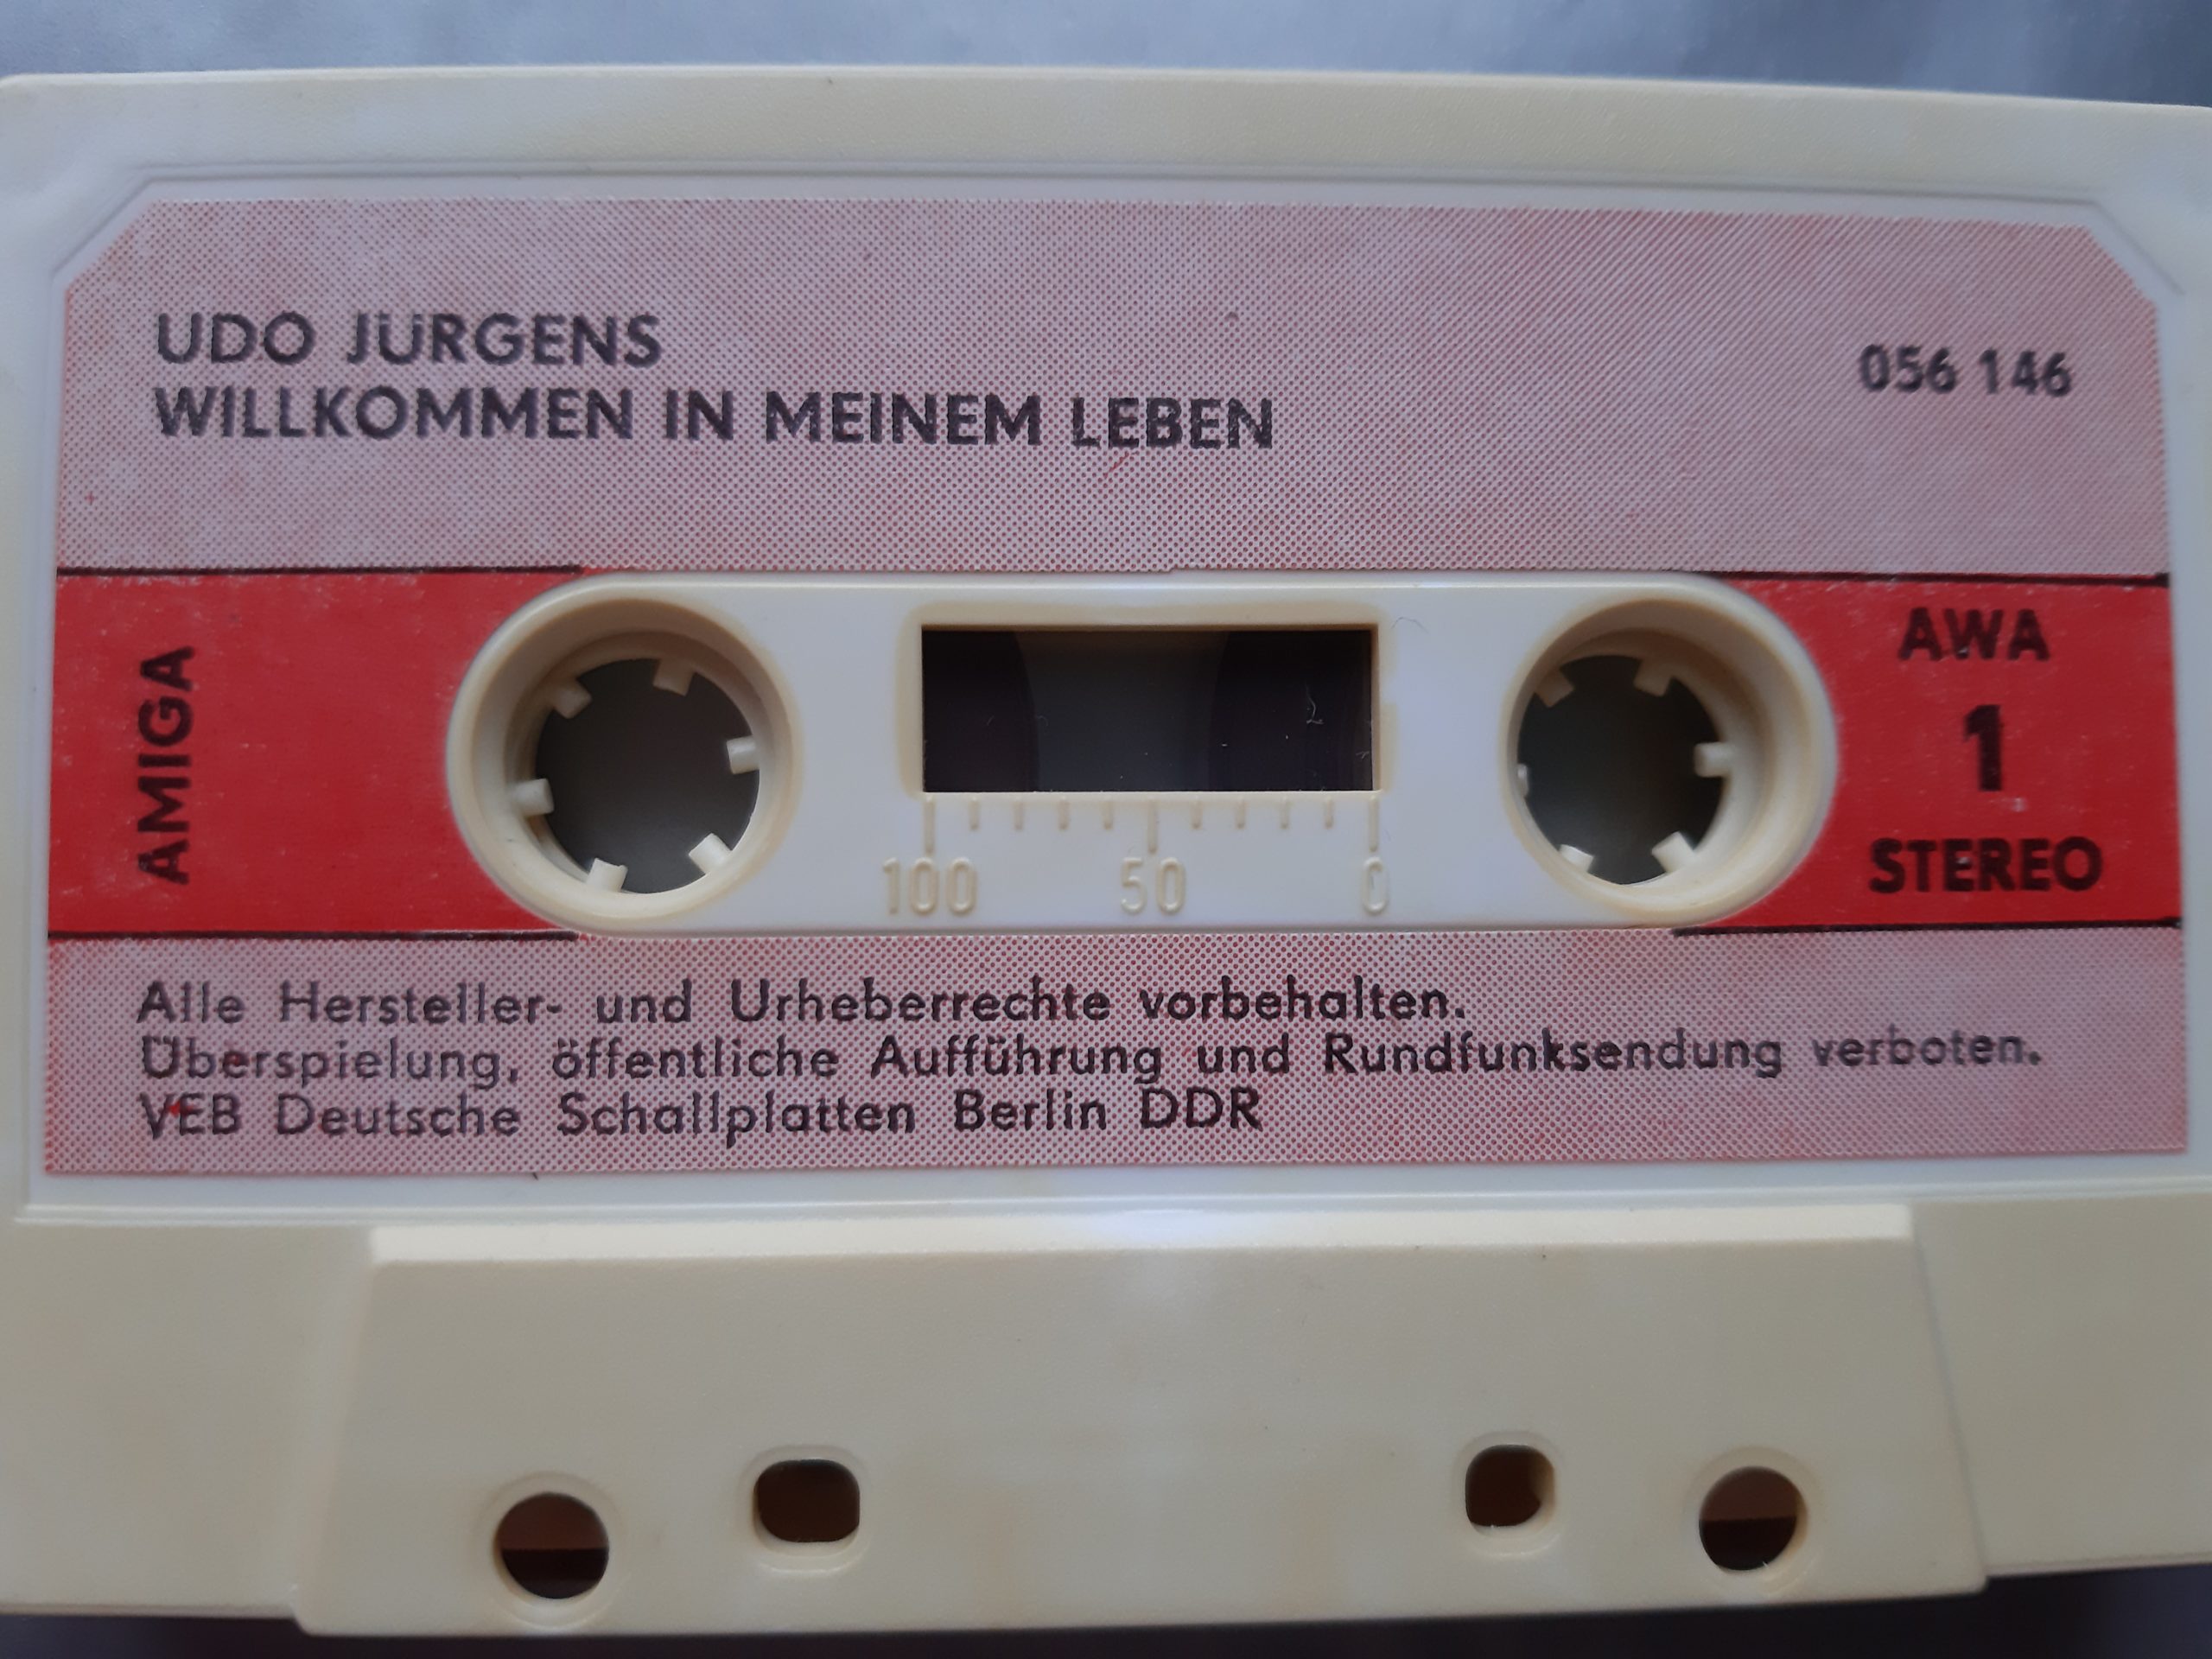 UDO JÜRGENS
WILLKOMMEN IN MEINEM LEBEN
056 146
AMIGA
AWA
1
STEREO
100 50 0
Alle Hersteller- und Urheberrechte vorbehalten.
Überspielung, öffentliche Aufführung und Rundfunksendung verboten.
VEB Deutsche Schallplatten Berlin DDR